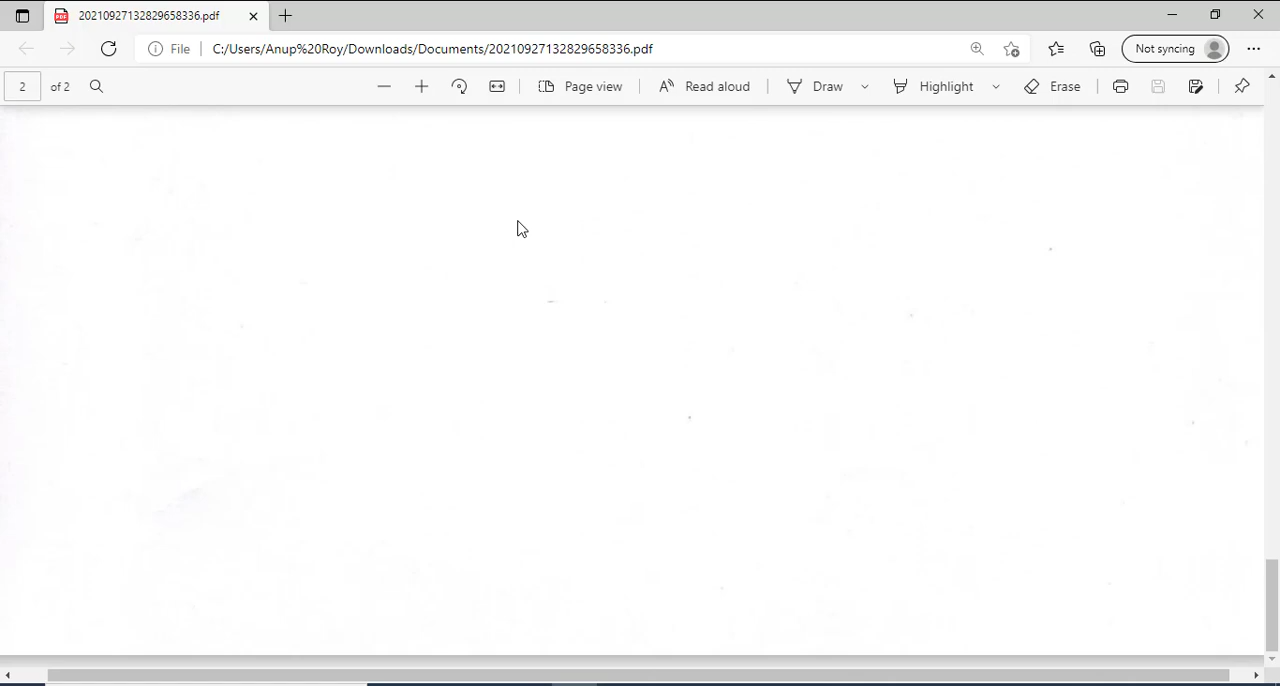 20210927132829658336.pdf
File
C:/Users/Anup%20Roy/Downloads/Documents/20210927132829658336.pdf
Not syncing
2 of 2
Page view
Read aloud
Draw
Highlight
Erase